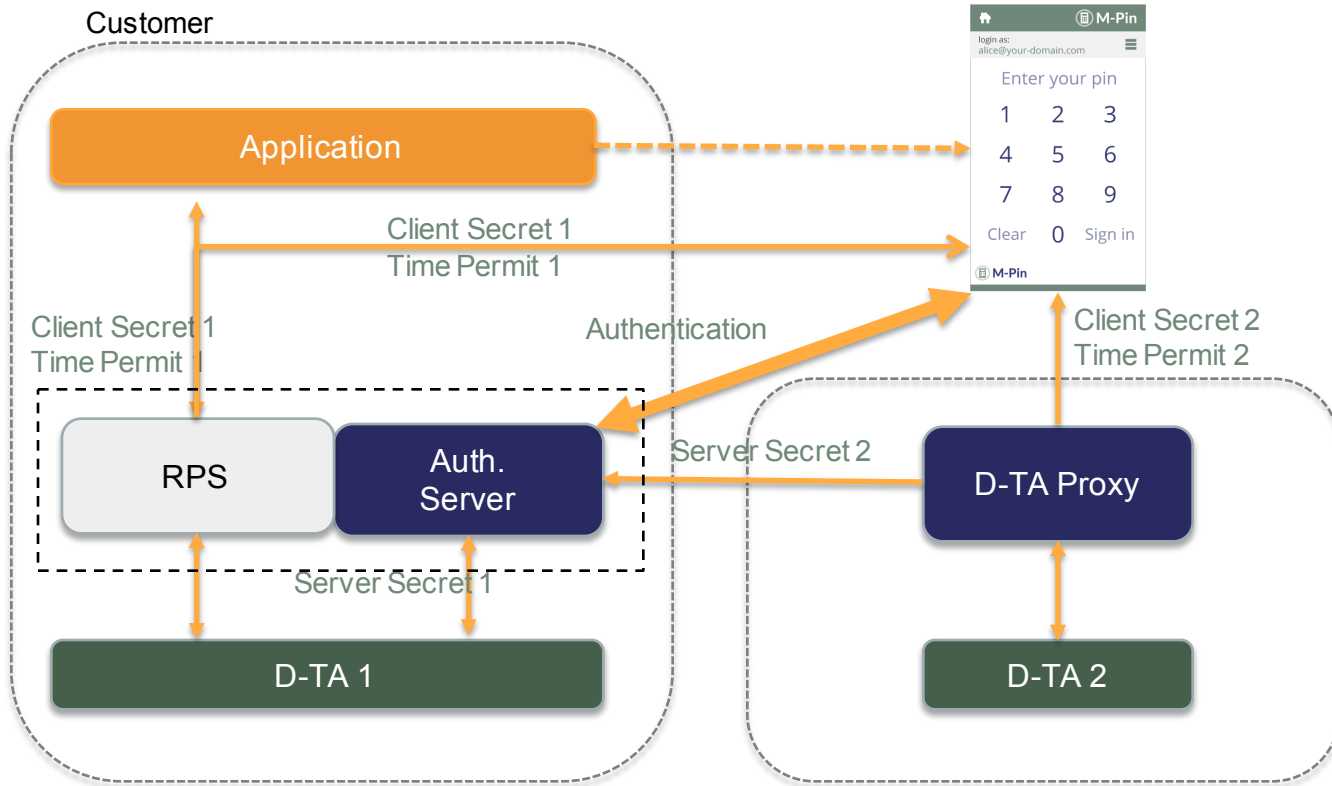 Customer
M-Pin
login as:
alice@your-domain.com
Enter your pin
1 2 3
4 5 6
7 8 9
Clear 0 Sign in
M-Pin
Application
Client Secret 1
Time Permit 1
Client Secret 1
Time Permit 1
Authentication
Client Secret 2
Time Permit 2
RPS
Auth.
Server
Server Secret 2
D-TA Proxy
Server Secret 1
D-TA 1
D-TA 2